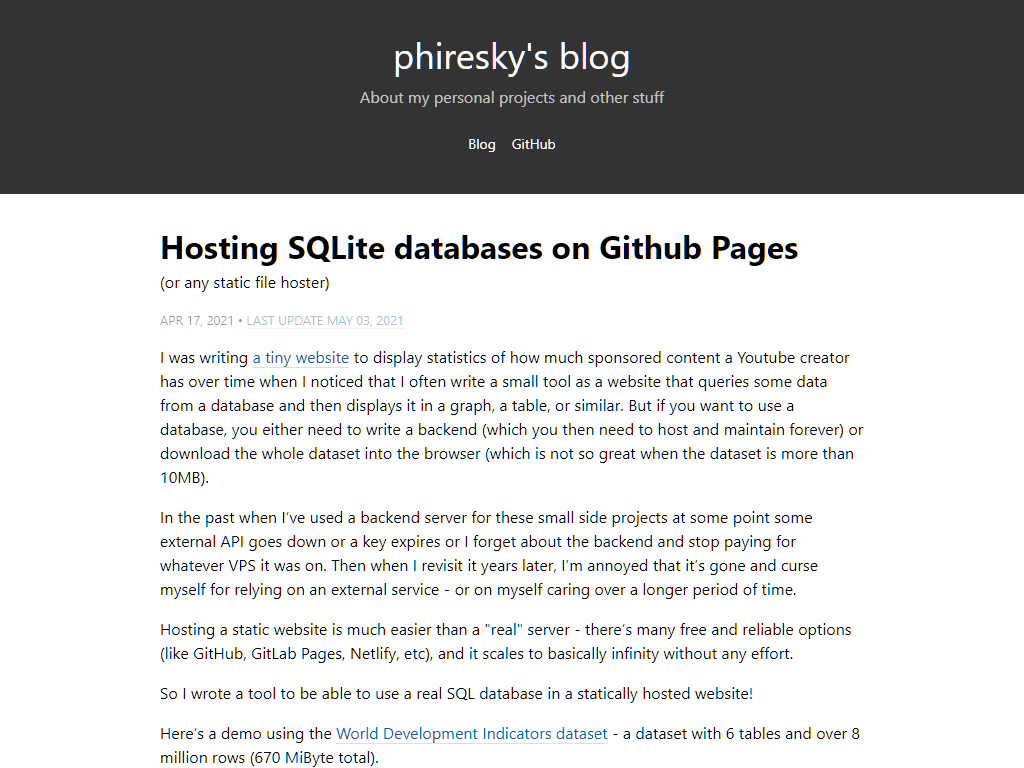 phiresky's blog
About my personal projects and other stuff
Blog GitHub
Hosting SQLite databases on Github Pages
(or any static file hoster)
APR 17, 2021 • LAST UPDATE MAY 03, 2021
I was writing a tiny website to display statistics of how much sponsored content a Youtube creator
has over time when I noticed that I often write a small tool as a website that queries some data
from a database and then displays it in a graph, a table, or similar. But if you want to use a
database, you either need to write a backend (which you then need to host and maintain forever) or
download the whole dataset into the browser (which is not so great when the dataset is more than
10MB).
In the past when I’ve used a backend server for these small side projects at some point some
external API goes down or a key expires or I forget about the backend and stop paying for
whatever VPS it was on. Then when I revisit it years later, I’m annoyed that it’s gone and curse
myself for relying on an external service - or on myself caring over a longer period of time.
Hosting a static website is much easier than a "real" server - there’s many free and reliable options
(like GitHub, GitLab Pages, Netlify, etc), and it scales to basically infinity without any effort.
So I wrote a tool to be able to use a real SQL database in a statically hosted website!
Here’s a demo using the World Development Indicators dataset - a dataset with 6 tables and over 8
million rows (670 MiByte total).